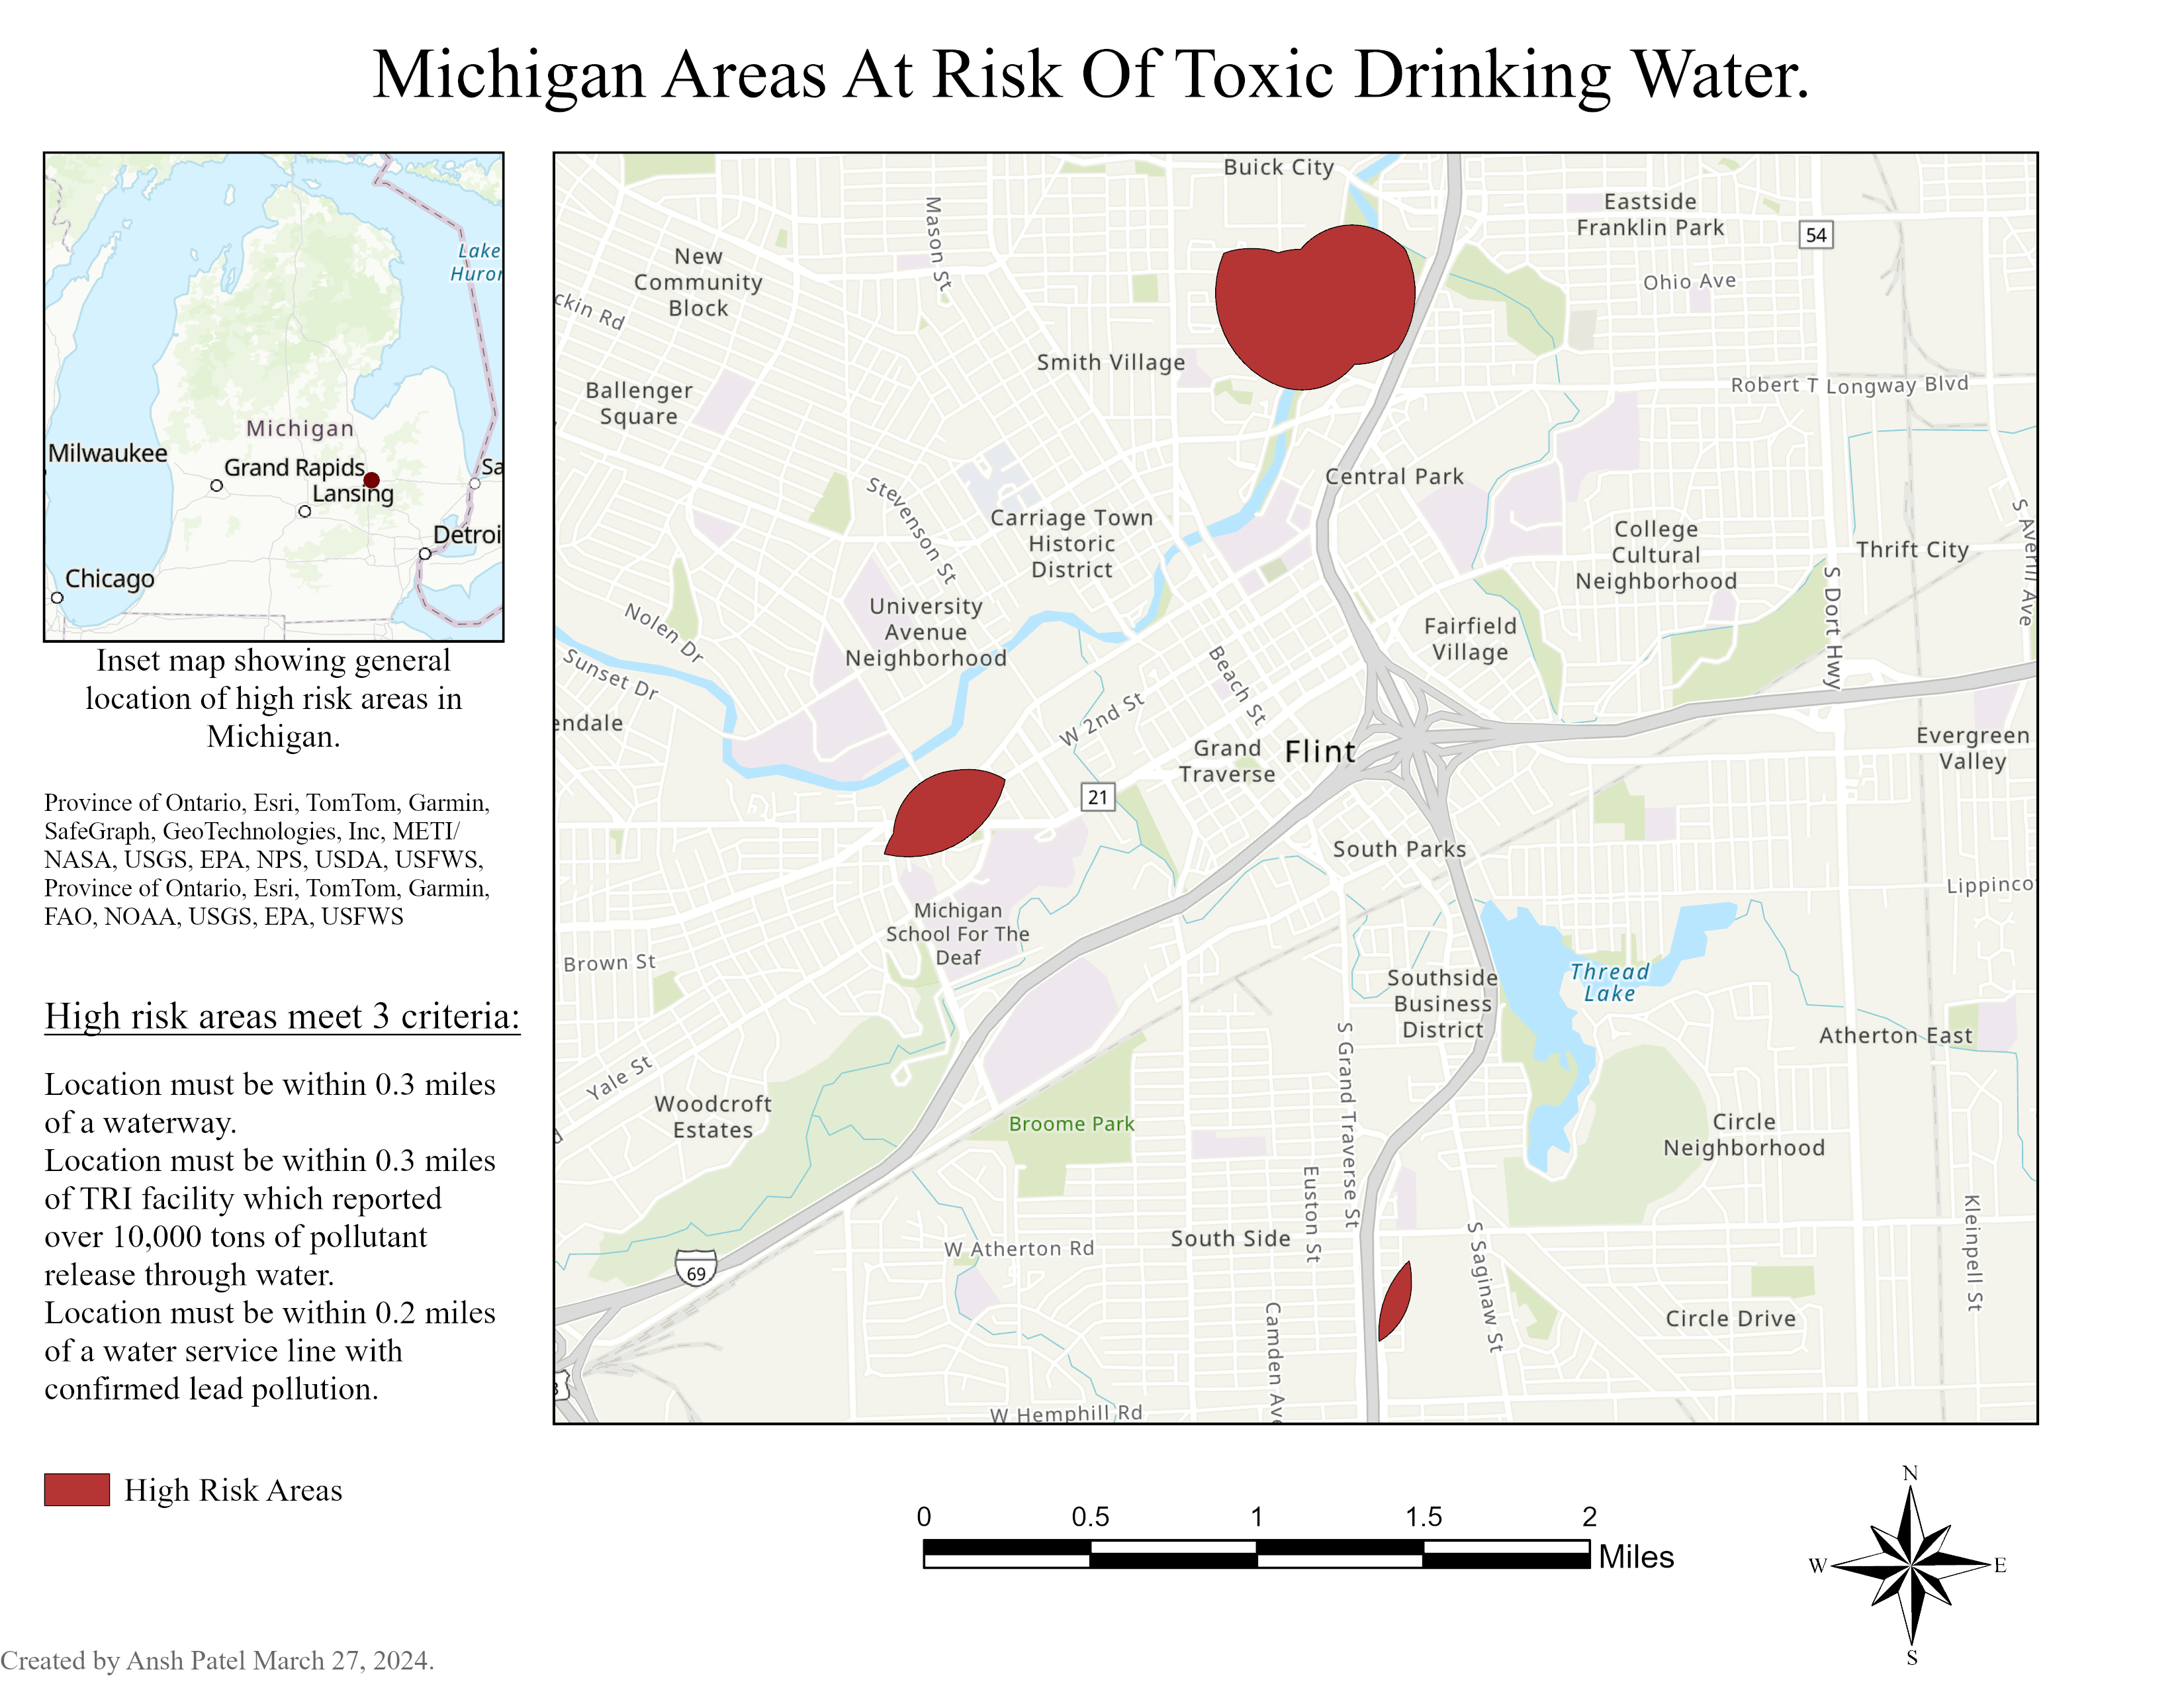 Michigan Areas At Risk Of Toxic Drinking Water.
Lake
Huron
Michigan
Milwaukee
Grand Rapids
Lansing
Sa
Detroi
Chicago
Inset map showing general
location of high risk areas in
Michigan.
Province of Ontario, Esri, TomTom, Garmin,
SafeGraph, GeoTechnologies, Inc, METI/
NASA, USGS, EPA, NPS, USDA, USFWS,
Province of Ontario, Esri, TomTom, Garmin,
FAO, NOAA, USGS, EPA, USFWS
High risk areas meet 3 criteria:
Location must be within 0.3 miles
of a waterway.
Location must be within 0.3 miles
of TRI facility which reported
over 10,000 tons of pollutant
release through water.
Location must be within 0.2 miles
of a water service line with
confirmed lead pollution.
High Risk Areas
Buick City
Eastside
Franklin Park
54
Mason St
New
Community
Block
Ohio Ave
ckin Rd
Smith Village
Ballenger
Square
Robert T Longway Blvd
Central Park
Stevenson St
Carriage Town
Historic
District
College
Cultural
Neighborhood
Thrift City
S Averill Ave
S Dort Hwy
University
Avenue
Neighborhood
Nolen Dr
Sunset Dr
Fairfield
Village
Beach St
W 2nd St
endale
Grand
Traverse
Flint
Evergreen
Valley
21
South Parks
Lippinco
Michigan
School For The
Deaf
Brown St
Southside
Business
District
Thread
Lake
Atherton East
S Grand Traverse St
Yale St
Woodcroft
Estates
Broome Park
Circle
Neighborhood
Euston St
South Side
W Atherton Rd
69
S Saginaw St
Kleinpell St
Circle Drive
Camden Ave
W Hemphill Rd
0 0.5 1 1.5 2
Miles
N
W E
S
Created by Ansh Patel March 27, 2024.